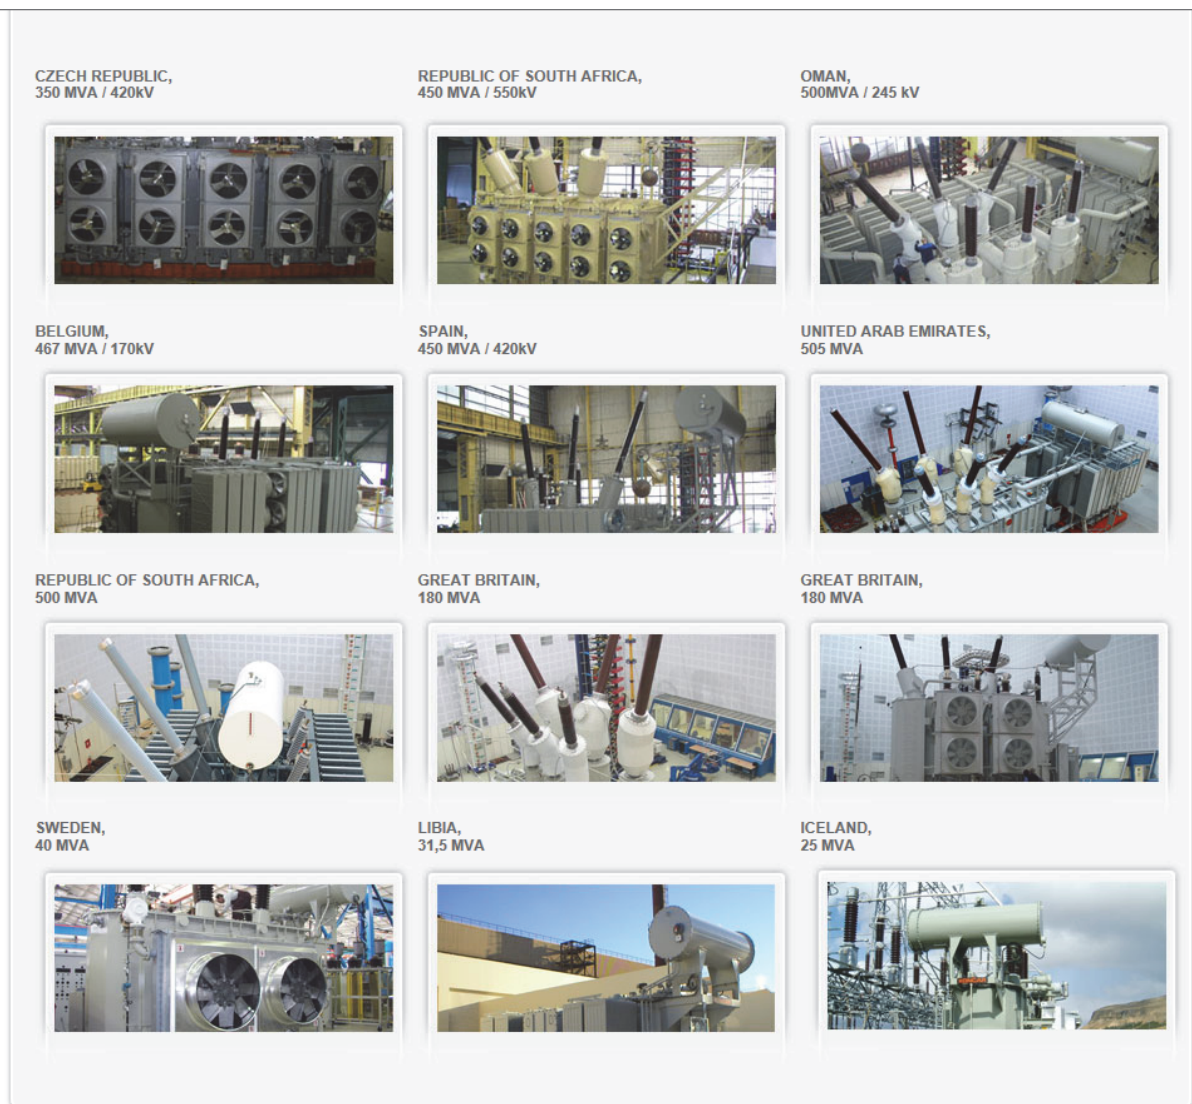 CZECH REPUBLIC,
350 MVA / 420kV
REPUBLIC OF SOUTH AFRICA,
450 MVA / 550kV
OMAN,
500MVA / 245 kV
BELGIUM,
467 MVA / 170kV
SPAIN,
450 MVA / 420kV
UNITED ARAB EMIRATES,
505 MVA
REPUBLIC OF SOUTH AFRICA,
500 MVA
GREAT BRITAIN,
180 MVA
GREAT BRITAIN,
180 MVA
SWEDEN,
40 MVA
LIBIA,
31,5 MVA
ICELAND,
25 MVA